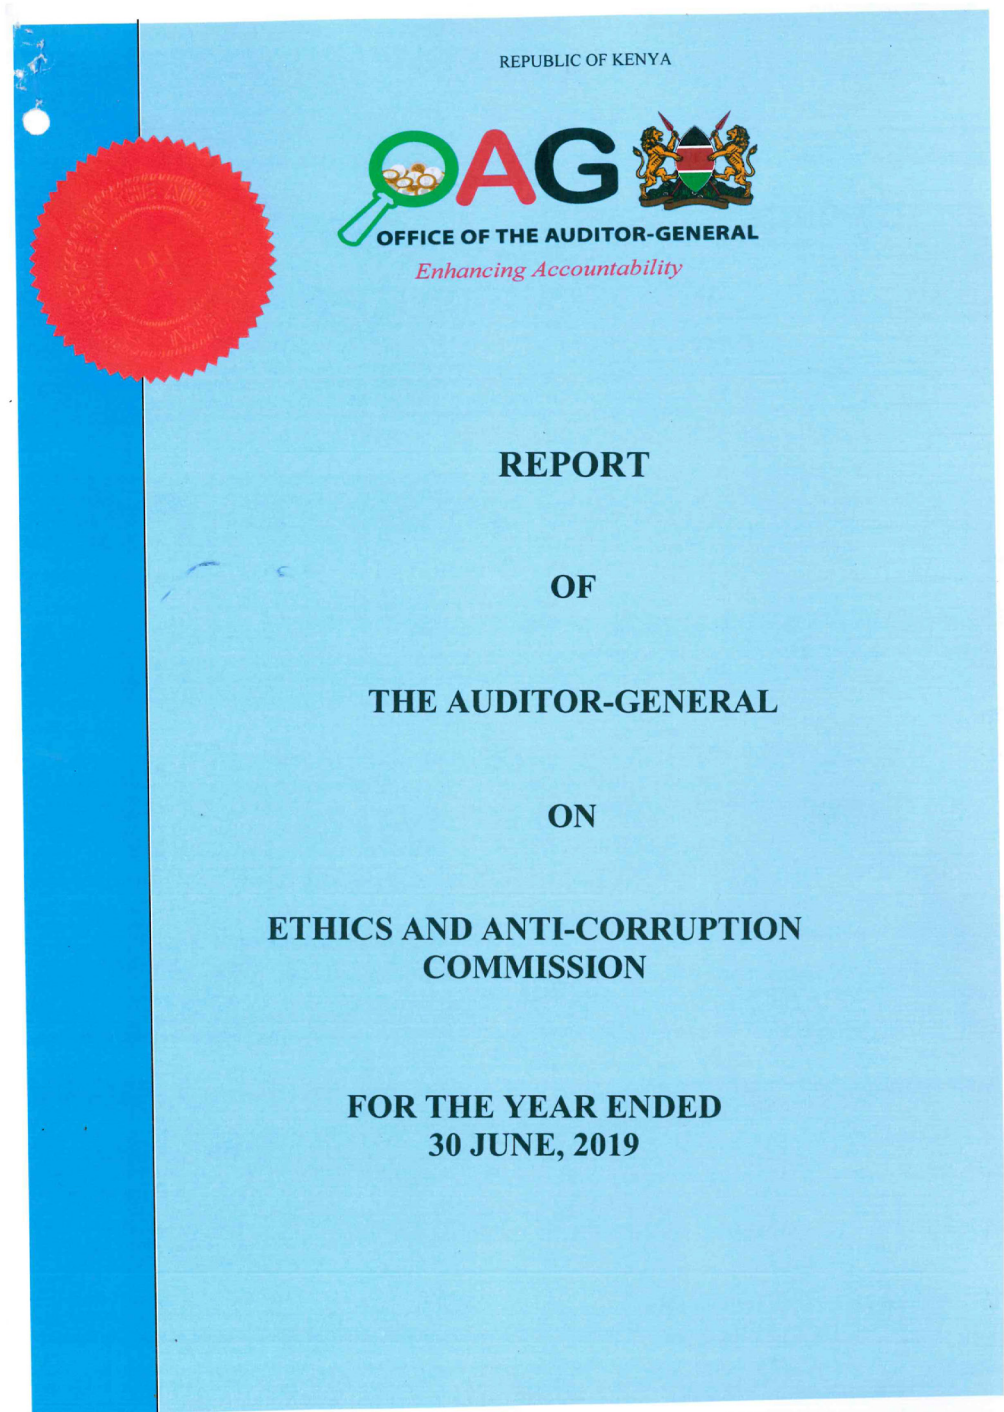 REPUBLIC OF KENYA
OAG
OFFICE OF THE AUDITOR-GENERAL
Enhancing Accountability
REPORT
OF
THE AUDITOR-GENERAL
ON
ETHICS AND ANTI-CORRUPTION
COMMISSION
FOR THE YEAR ENDED
30 JUNE, 2019